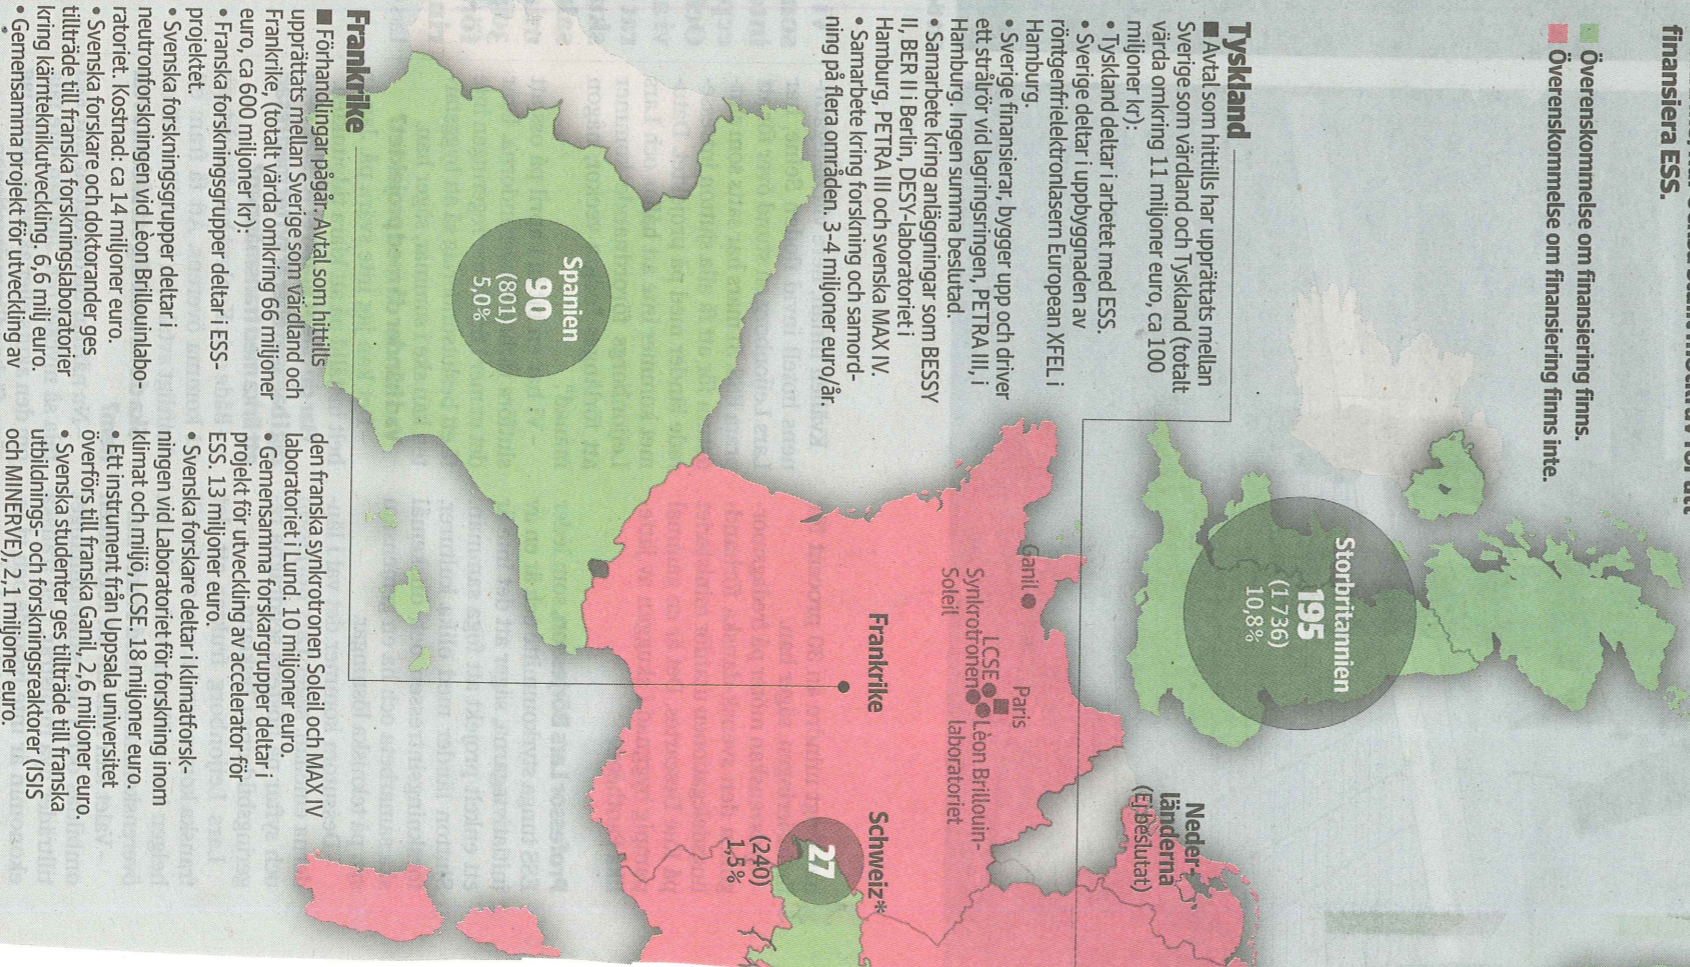 finansiera ESS.
Överenskommelse om finansiering finns.
Överenskommelse om finansiering finns inte.
Tyskland
■ Avtal som hittills har upprättats mellan
Sverige som värdland och Tyskland (totalt
värda omkring 11 miljoner euro, ca 100
miljoner kr):
• Tyskland deltar i arbetet med ESS.
• Sverige deltar i uppbyggnaden av
röntgenfrielektronlasern European XFEL i
Hamburg.
• Sverige finansierar, bygger upp och driver
ett strålrör vid lagringsringen, PETRA III, i
Hamburg. Ingen summa beslutad.
• Samarbete kring anläggningar som BESSY
II, BER II i Berlin, DESY-laboratoriet i
Hamburg, PETRA III och svenska MAX IV.
• Samarbete kring forskning och samord-
ning på flera områden. 3-4 miljoner euro/år.
Storbritannien
195
(1 736)
10,8%
Neder-
länderna
(Ej beslutat)
Ganil
Paris
LCSE
Synkrotronen
Soleil
Lèon Brillouin-
laboratoriet
Frankrike
Schweiz*
27
(240)
1,5%
Spanien
90
(801)
5,0%
Frankrike
■ Förhandlingar pågår. Avtal som hittills
upprättats mellan Sverige som värdland och
Frankrike, (totalt värda omkring 66 miljoner
euro, ca 600 miljoner kr):
• Franska forskningsgrupper deltar i ESS-
projektet.
• Svenska forskningsgrupper deltar i
neutronforskningen vid Lèon Brillouinlabo-
ratoriet. Kostnad: ca 14 miljoner euro.
• Svenska forskare och doktorander ges
tillträde till franska forskningslaboratorier
kring kärnteknikutveckling. 6,6 milj euro.
• Gemensamma projekt för utveckling av
den franska synkrotronen Soleil och MAX IV
laboratoriet i Lund. 10 miljoner euro.
• Gemensamma forskargrupper deltar i
projekt för utveckling av accelerator för
ESS. 13 miljoner euro.
• Svenska forskare deltar i klimatforsk-
ningen vid Laboratoriet för forskning inom
klimat och miljö, LCSE. 18 miljoner euro.
• Ett instrument från Uppsala universitet
överförs till franska Ganil, 2,6 miljoner euro.
• Svenska studenter ges tillträde till franska
utbildnings- och forskningsreaktorer (ISIS
och MINERVE), 2,1 miljoner euro.